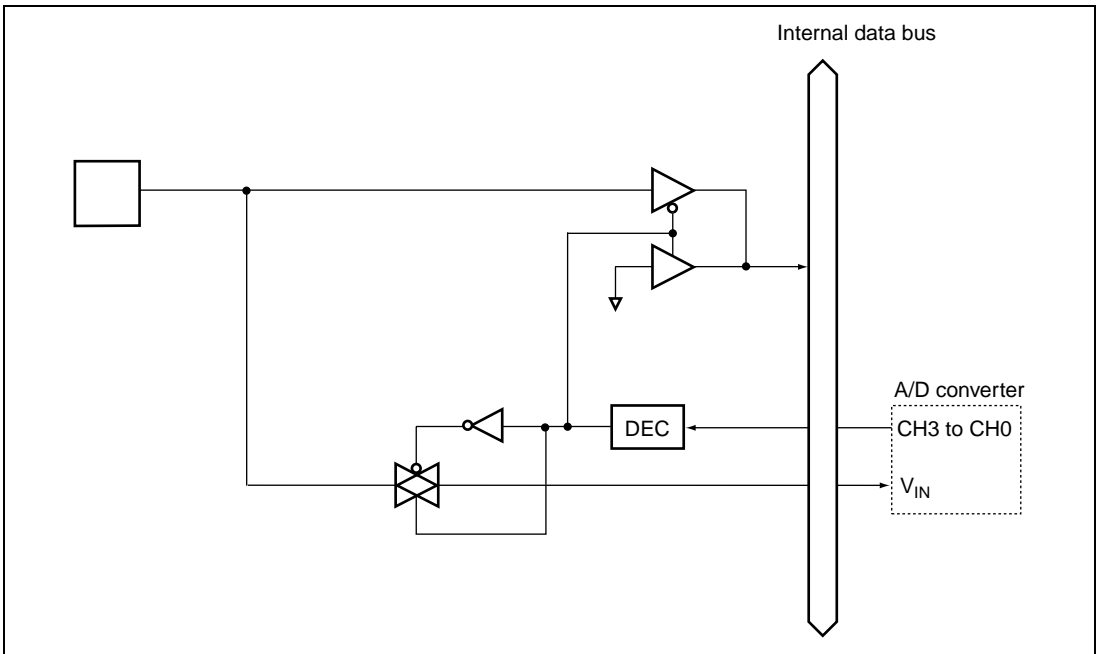 Internal data bus
A/D converter
DEC
CH3 to CH0
VIN